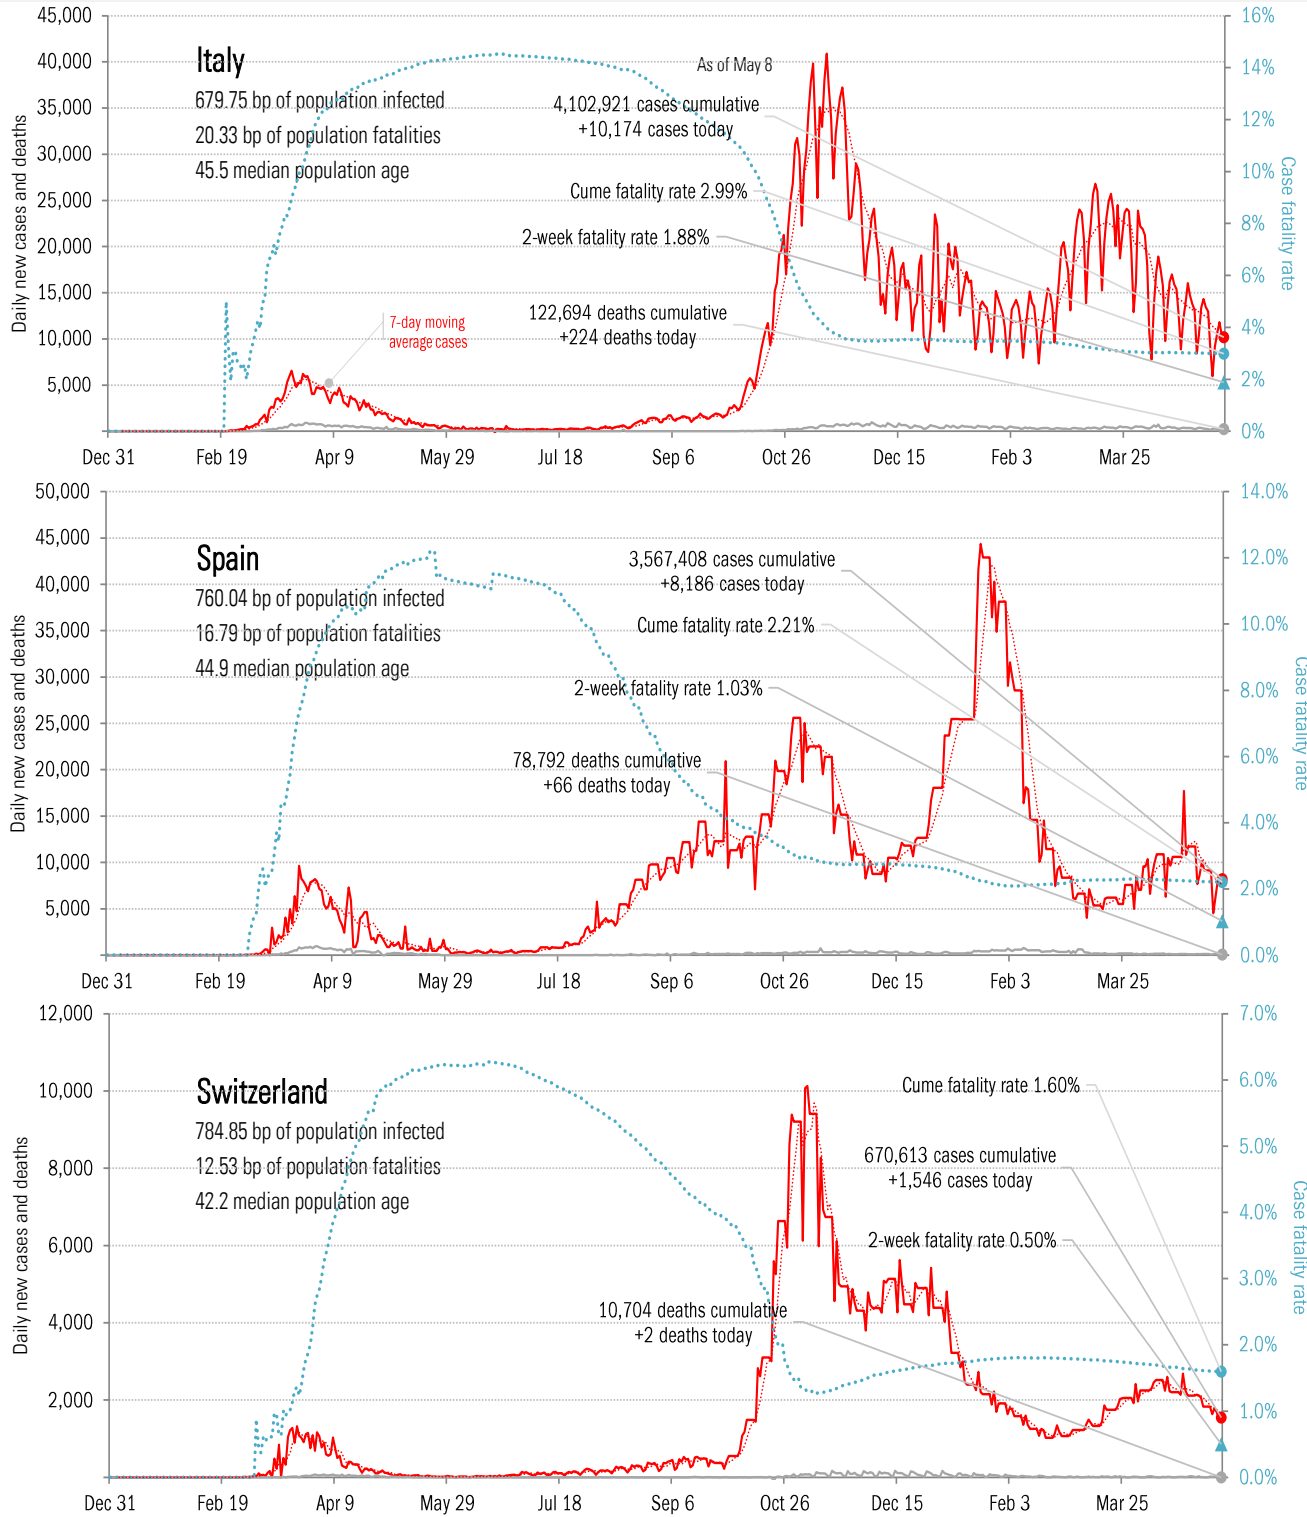 45,000
40,000
35,000
30,000
25,000
20,000
15,000
10,000
5,000
Daily new cases and deaths
16%
14%
12%
10%
8%
6%
4%
2%
0%
Case fatality rate
Italy
679.75 bp of population infected
20.33 bp of population fatalities
45.5 median population age
As of May 8
4,102,921 cases cumulative
+10,174 cases today
Cume fatality rate 2.99%
2-week fatality rate 1.88%
122,694 deaths cumulative
+224 deaths today
7-day moving
average cases
Dec 31 Feb 19 Apr 9 May 29 Jul 18 Sep 6 Oct 26 Dec 15 Feb 3 Mar 25
50,000
45,000
40,000
35,000
30,000
25,000
20,000
15,000
10,000
5,000
Daily new cases and deaths
14.0%
12.0%
10.0%
8.0%
6.0%
4.0%
2.0%
0.0%
Case fatality rate
Spain
760.04 bp of population infected
16.79 bp of population fatalities
44.9 median population age
3,567,408 cases cumulative
+8,186 cases today
Cume fatality rate 2.21%
2-week fatality rate 1.03%
78,792 deaths cumulative
+66 deaths today
Dec 31 Feb 19 Apr 9 May 29 Jul 18 Sep 6 Oct 26 Dec 15 Feb 3 Mar 25
12,000
10,000
8,000
6,000
4,000
2,000
Daily new cases and deaths
7.0%
6.0%
5.0%
4.0%
3.0%
2.0%
1.0%
0.0%
Case fatality rate
Switzerland
784.85 bp of population infected
12.53 bp of population fatalities
42.2 median population age
Cume fatality rate 1.60%
670,613 cases cumulative
+1,546 cases today
2-week fatality rate 0.50%
10,704 deaths cumulative
+2 deaths today
Dec 31 Feb 19 Apr 9 May 29 Jul 18 Sep 6 Oct 26 Dec 15 Feb 3 Mar 25